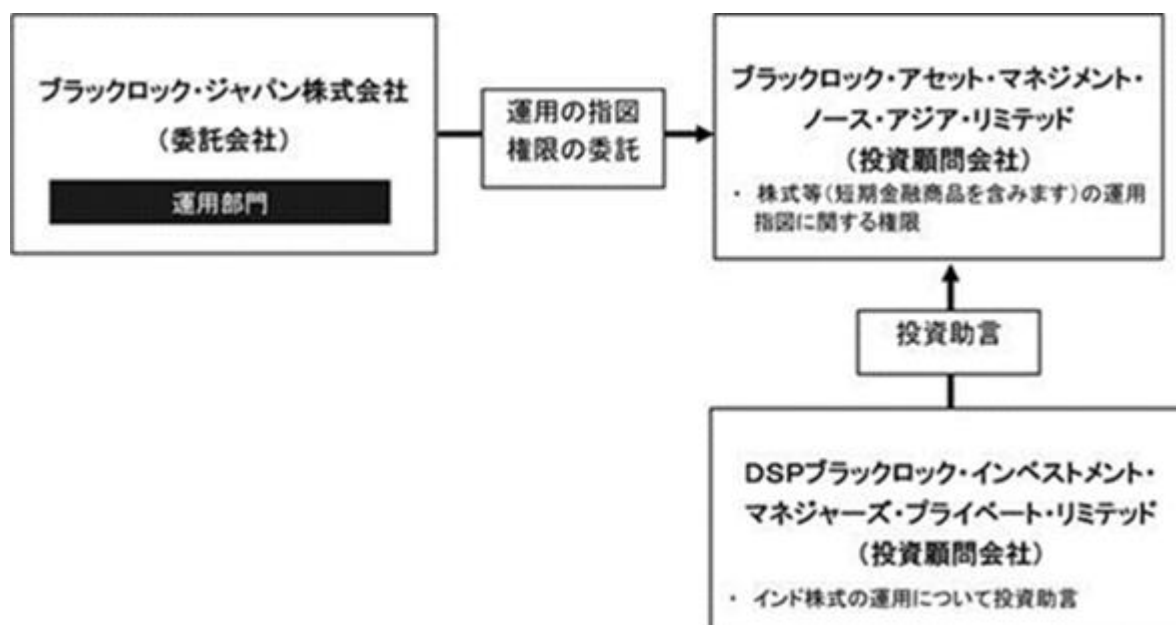 ブラックロック・ジャパン株式会社
(委託会社)
運用部門
運用の指図
権限の委託
ブラックロック・アセット・マネジメント・
ノース・アジア・リミテッド
(投資顧問会社)
・ 株式等(短期金融商品を含みます)の運用
指図に関する権限
投資助言
DSPブラックロック・インベストメント・
マネジャーズ・プライベート・リミテッド
(投資顧問会社)
・ インド株式の運用について投資助言